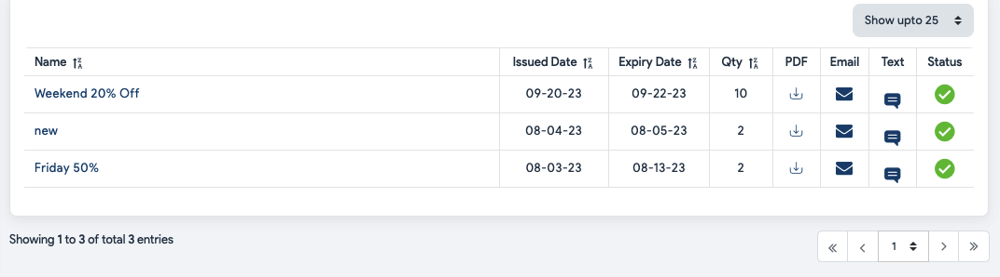 Show upto 25
Name Issued Date Expiry Date Qty PDF Email Text Status
Weekend 20% Off 09-20-23 09-22-23 10
new 08-04-23 08-05-23 2
Friday 50% 08-03-23 08-13-23 2
Showing 1 to 3 of total 3 entries
« ‹ 1 › »